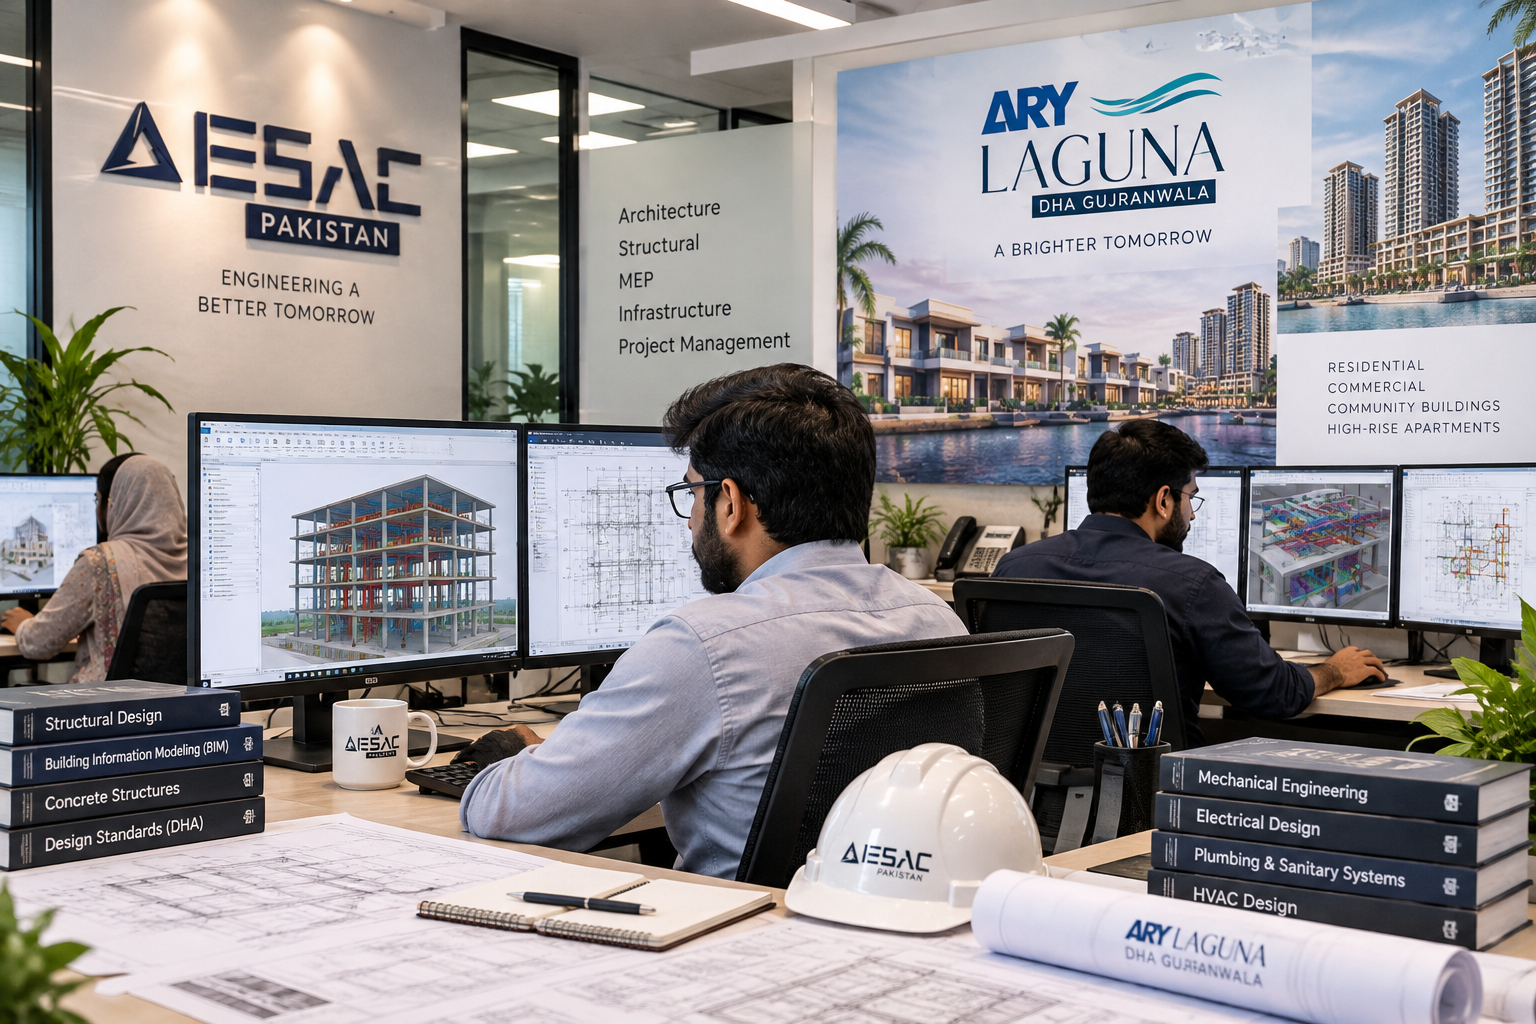 AESAC
PAKISTAN
ENGINEERING A
BETTER TOMORROW
Architecture
Structural
MEP
Infrastructure
Project Management
ARY
LAGUNA
DHA GUJRANWALA
A BRIGHTER TOMORROW
RESIDENTIAL
COMMERCIAL
COMMUNITY BUILDINGS
HIGH-RISE APARTMENTS
Structural Design
Building Information Modeling (BIM)
Concrete Structures
Design Standards (DHA)
AESAC
PAKISTAN
AESAC
PAKISTAN
Mechanical Engineering
Electrical Design
Plumbing & Sanitary Systems
HVAC Design
ARY LAGUNA
DHA GUJRANWALA